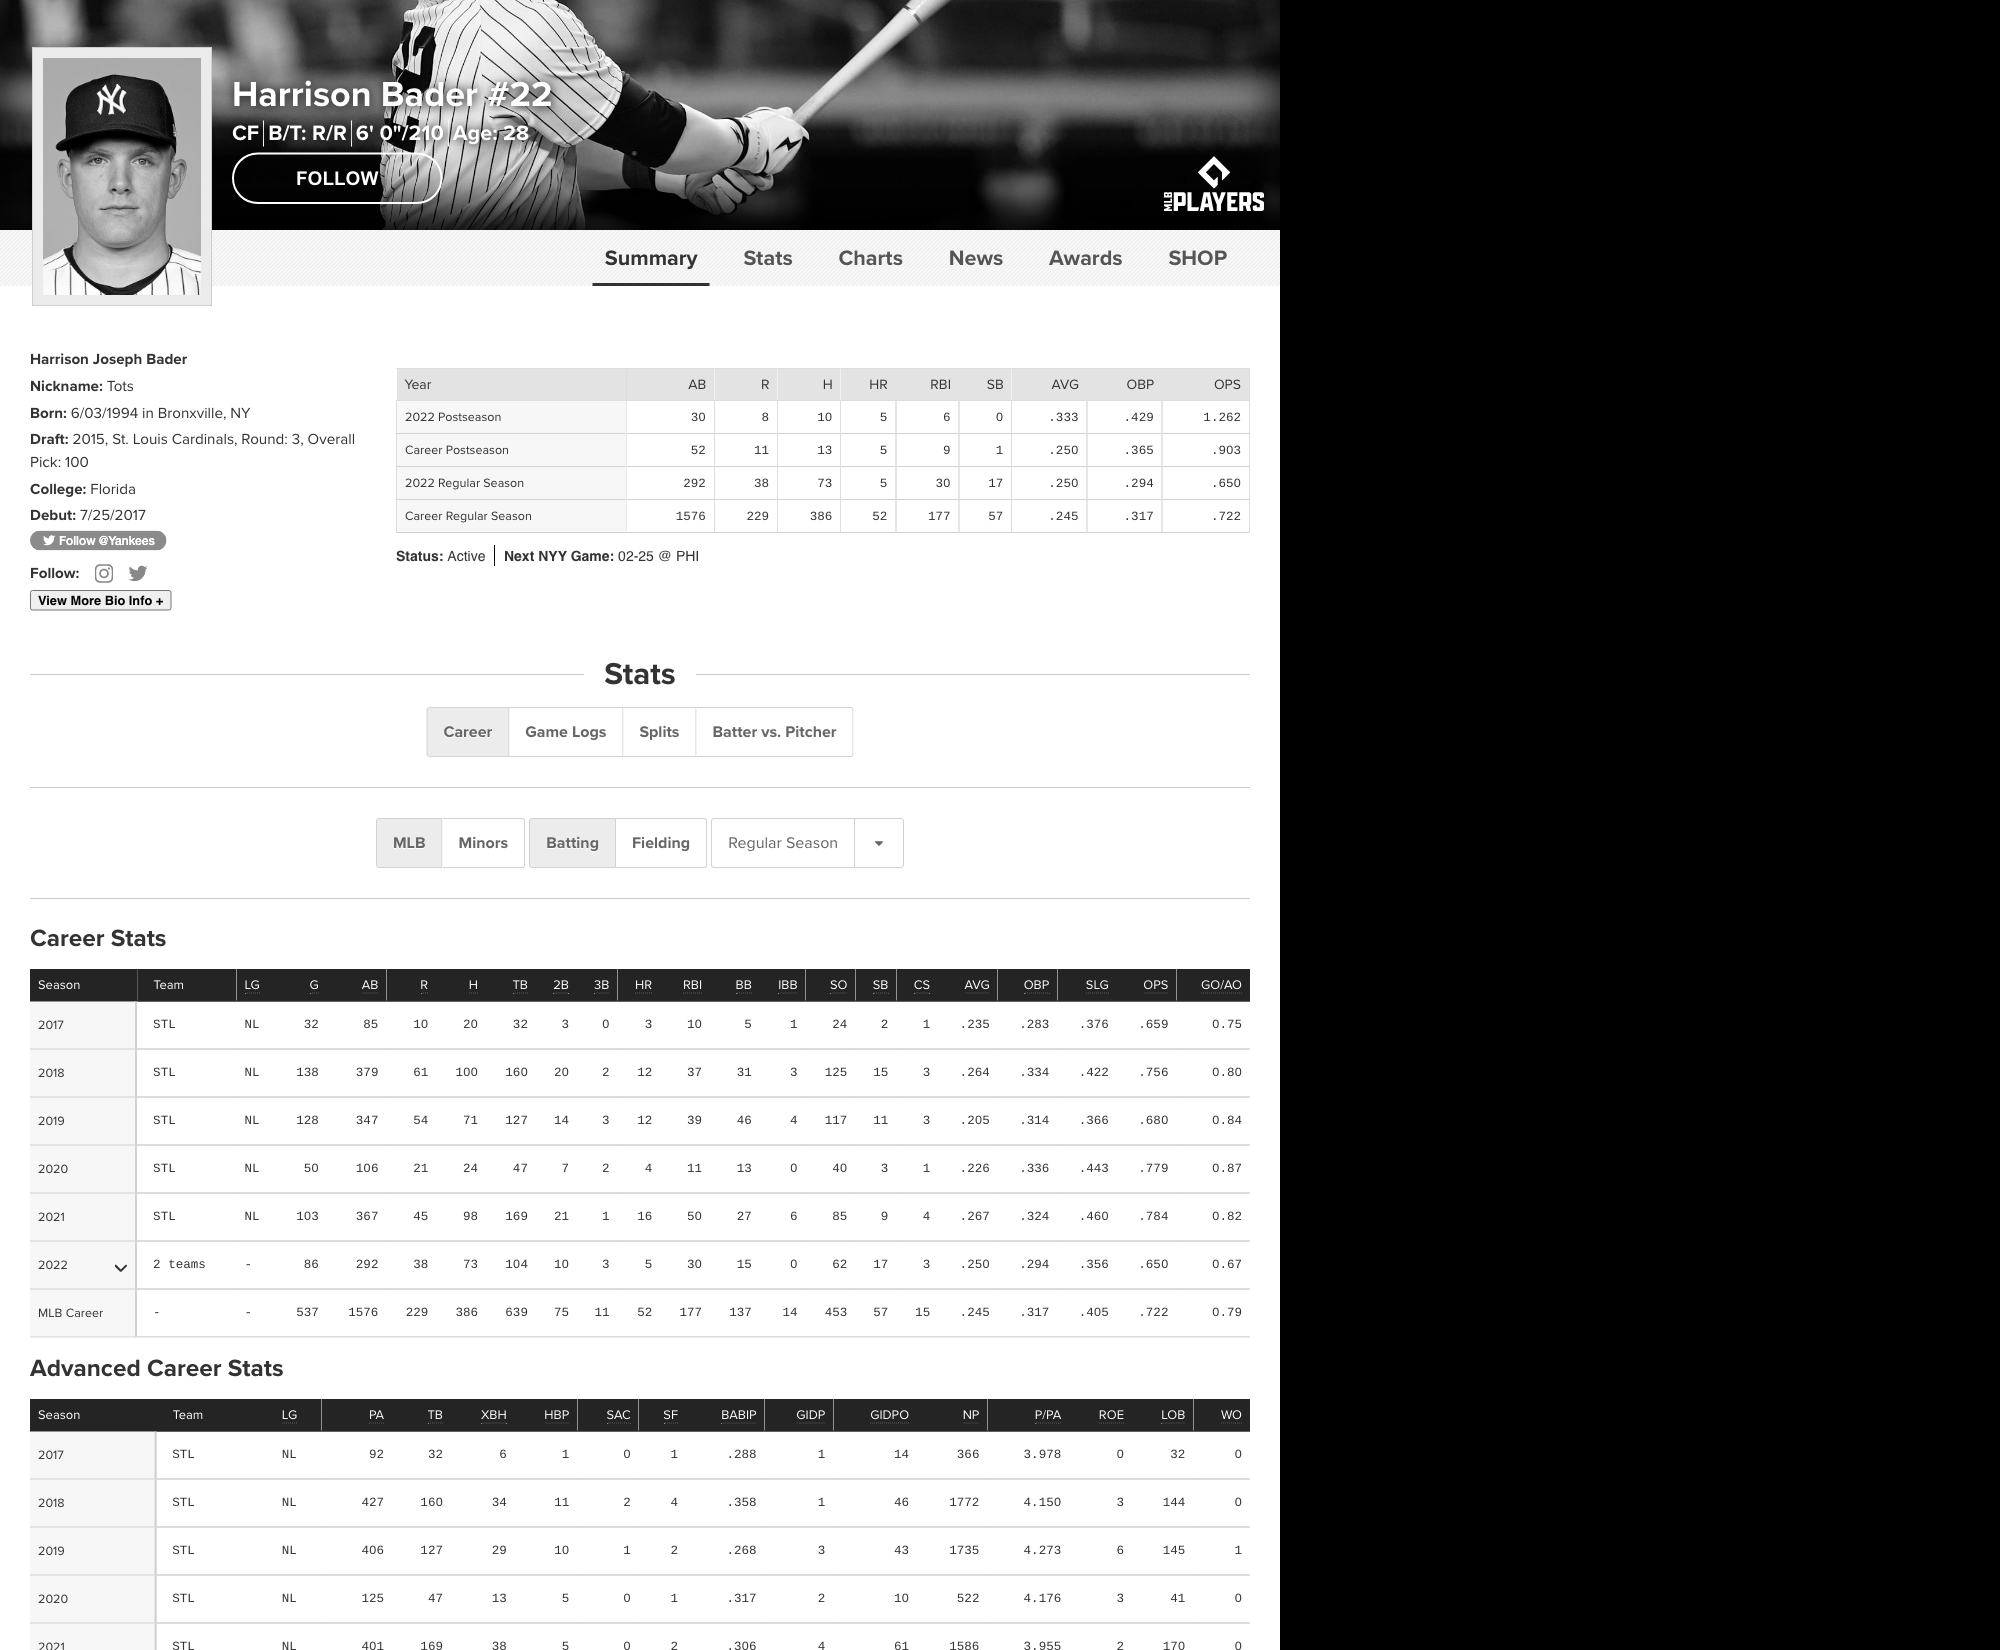 Harrison Bader #22
CF B/T: R/R 6' 0"/210 Age: 28
FOLLOW
MLB PLAYERS
Summary Stats Charts News Awards SHOP
Harrison Joseph Bader
Nickname: Tots
Born: 6/03/1994 in Bronxville, NY
Draft: 2015, St. Louis Cardinals, Round: 3, Overall
Pick: 100
College: Florida
Debut: 7/25/2017
Follow @Yankees
Follow:
View More Bio Info +
Year AB R H HR RBI SB AVG OBP OPS
2022 Postseason 30 8 10 5 6 0 .333 .429 1.262
Career Postseason 52 11 13 5 9 1 .250 .365 .903
2022 Regular Season 292 38 73 5 30 17 .250 .294 .650
Career Regular Season 1576 229 386 52 177 57 .245 .317 .722
Status: Active Next NYY Game: 02-25 @ PHI
Stats
Career Game Logs Splits Batter vs. Pitcher
MLB Minors Batting Fielding Regular Season
Career Stats
Season Team LG G AB R H TB 2B 3B HR RBI BB IBB SO SB CS AVG OBP SLG OPS GO/AO
2017 STL NL 32 85 10 20 32 3 0 3 10 5 1 24 2 1 .235 .283 .376 .659 0.75
2018 STL NL 138 379 61 100 160 20 2 12 37 31 3 125 15 3 .264 .334 .422 .756 0.80
2019 STL NL 128 347 54 71 127 14 3 12 39 46 4 117 11 3 .205 .314 .366 .680 0.84
2020 STL NL 50 106 21 24 47 7 2 4 11 13 0 40 3 1 .226 .336 .443 .779 0.87
2021 STL NL 103 367 45 98 169 21 1 16 50 27 6 85 9 4 .267 .324 .460 .784 0.82
2022 2 teams - 86 292 38 73 104 10 3 5 30 15 0 62 17 3 .250 .294 .356 .650 0.67
MLB Career - - 537 1576 229 386 639 75 11 52 177 137 14 453 57 15 .245 .317 .405 .722 0.79
Advanced Career Stats
Season Team LG PA TB XBH HBP SAC SF BABIP GIDP GIDPO NP P/PA ROE LOB WO
2017 STL NL 92 32 6 1 0 1 .288 1 14 366 3.978 0 32 0
2018 STL NL 427 160 34 11 2 4 .358 1 46 1772 4.150 3 144 0
2019 STL NL 406 127 29 10 1 2 .268 3 43 1735 4.273 6 145 1
2020 STL NL 125 47 13 5 0 1 .317 2 10 522 4.176 3 41 0
2021 STL NL 401 169 38 5 0 2 .306 4 61 1586 3.955 2 170 0